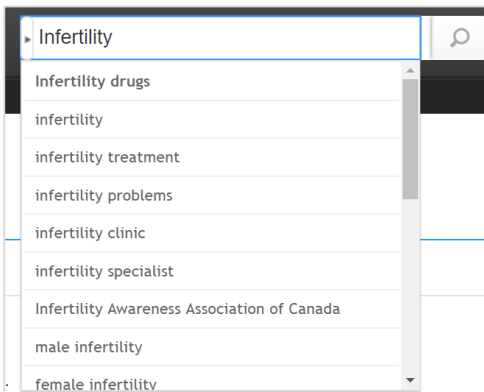 Infertility
Infertility drugs
infertility
infertility treatment
infertility problems
infertility clinic
infertility specialist
Infertility Awareness Association of Canada
male infertility
female infertility